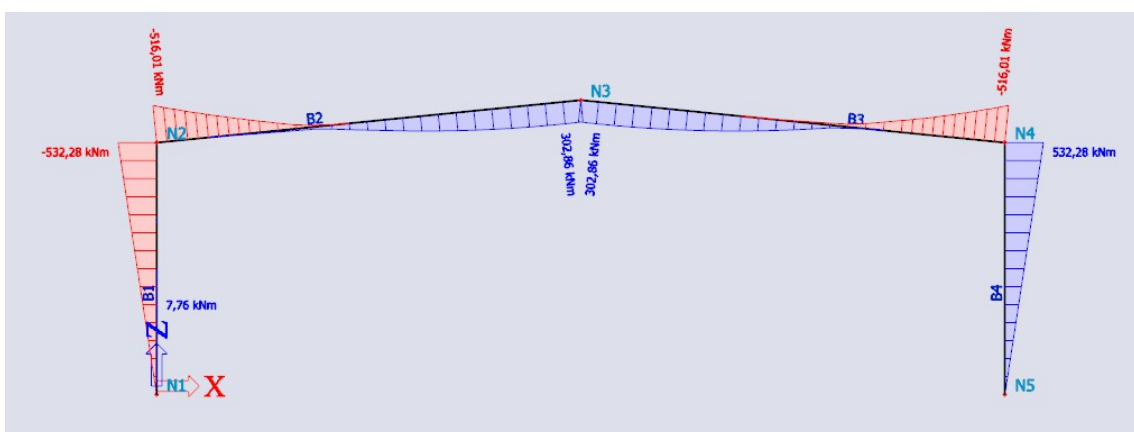 -516,01 kNm
-516,01 kNm
N3
B2
B3
N2
N4
-532,28 kNm
532,28 kNm
302,86 kNm
302,86 kNm
B1
7,76 kNm
B4
Z
N1
X
N5